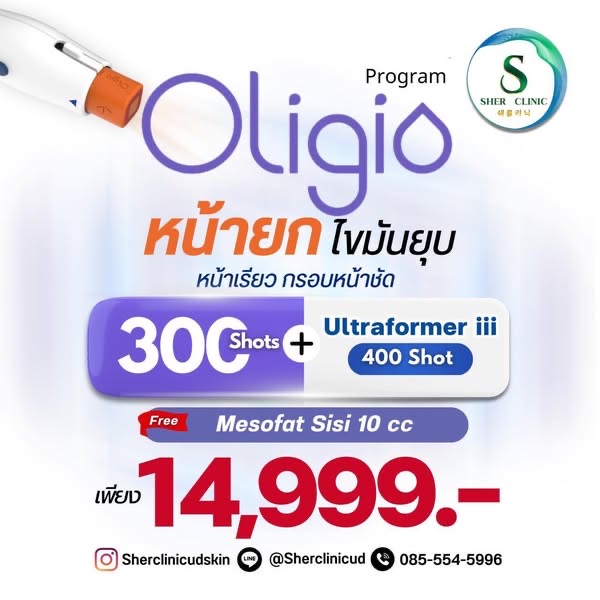 Program
Oligio
S
SHER CLINIC
셔클리닉
หน้ายก ไขมันยุบ
หน้าเรียว กรอบหน้าชัด
300 Shots + Ultraformer iii
400 Shot
Free Mesofat Sisi 10 cc
เพียง 14,999.-
Sherclinicudskin LINE @Sherclinicud 085-554-5996